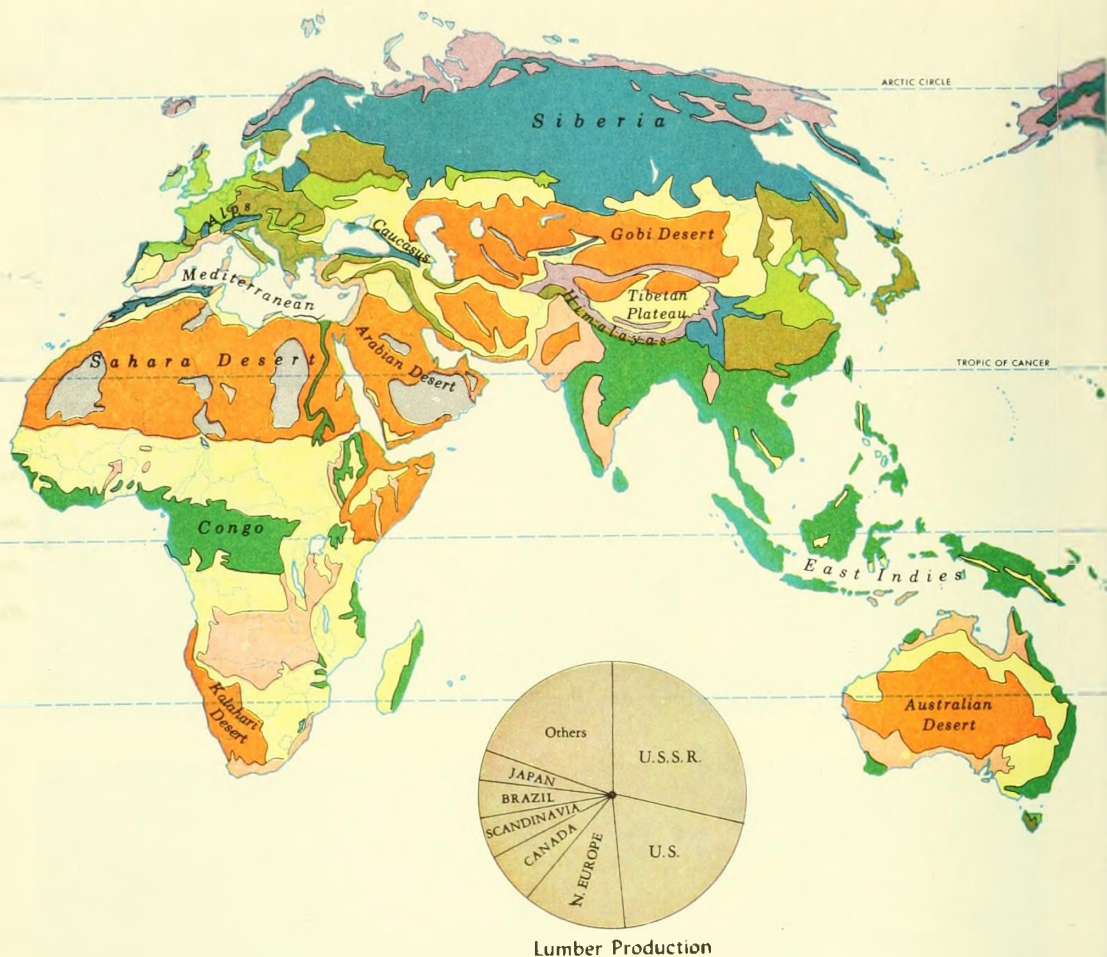 ARCTIC CIRCLE
Siberia
Alps
Caucasus
Gobi Desert
Mediterranean
Tibetan
Plateau
Himalayas
Sahara Desert
Arabian Desert
TROPIC OF CANCER
Congo
East Indies
Kalahari
Desert
Australian
Desert
Others
U.S.S.R.
JAPAN
BRAZIL
SCANDINAVIA
CANADA
N. EUROPE
U.S.
Lumber Production